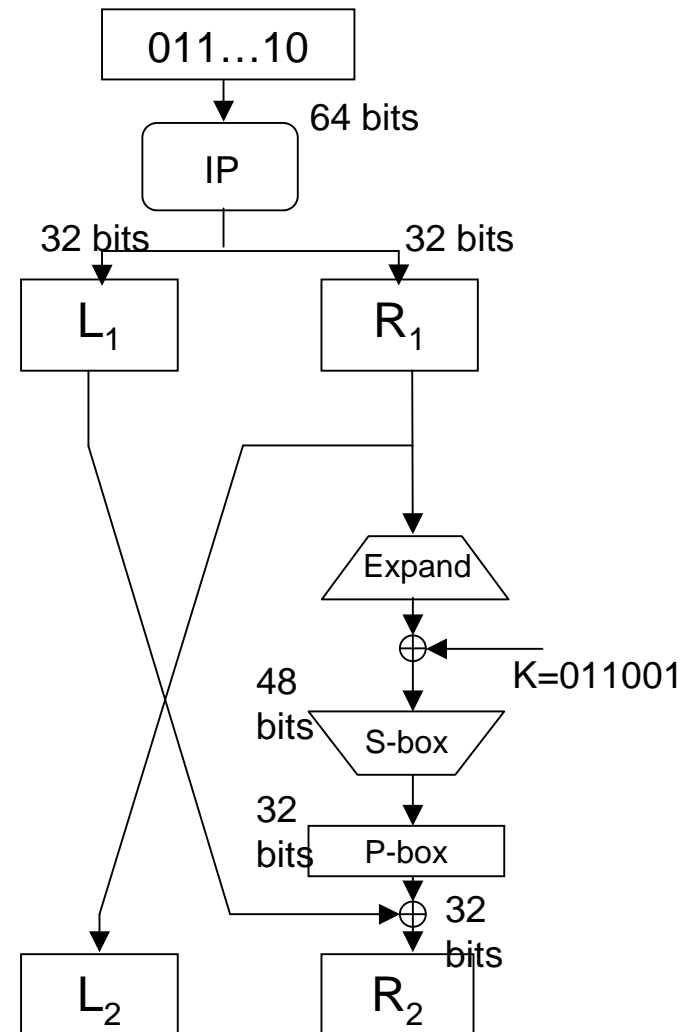 011...10
64 bits
IP
32 bits
32 bits
L₁
R₁
Expand
K=011001
48
bits
S-box
32
bits
P-box
32
bits
L₂
R₂